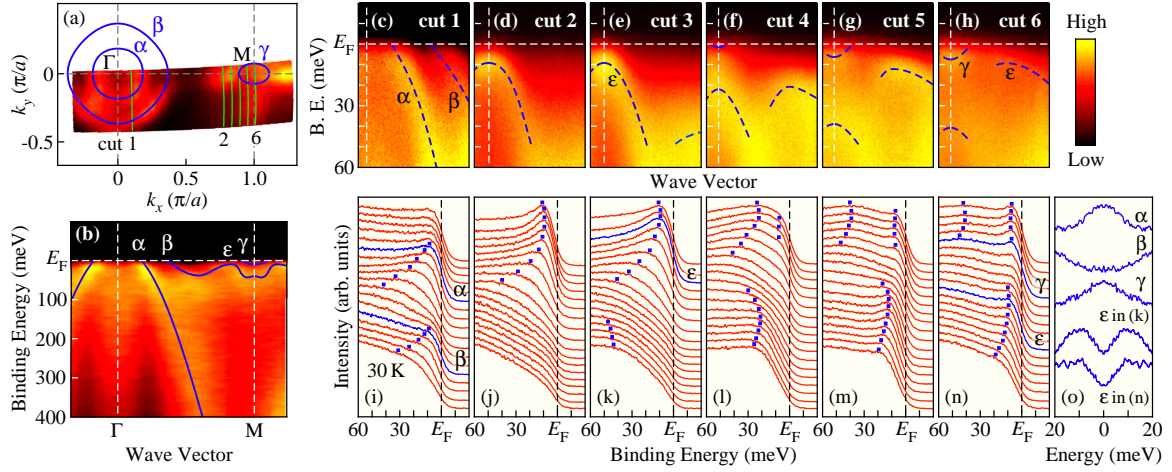 (a)
β
α
Γ
M
γ
k_y (π/a)
0
-0.5
cut 1
2
6
0
0.5
1.0
k_x (π/a)
(b)
α
β
ε
γ
E_F
100
200
300
400
Binding Energy (meV)
Γ
M
Wave Vector
(c) cut 1
(d) cut 2
(e) cut 3
(f) cut 4
(g) cut 5
(h) cut 6
E_F
30
60
B. E. (meV)
α
β
ε
γ
ε
Wave Vector
High
Low
Intensity (arb. units)
α
β
30 K
(i)
(j)
ε
(k)
(l)
(m)
γ
ε
(n)
α
β
γ
ε in (k)
ε in (n)
(o)
60 30 E_F
60 30 E_F
60 30 E_F
60 30 E_F
60 30 E_F
60 30 E_F
20 0 20
Binding Energy (meV)
Energy (meV)